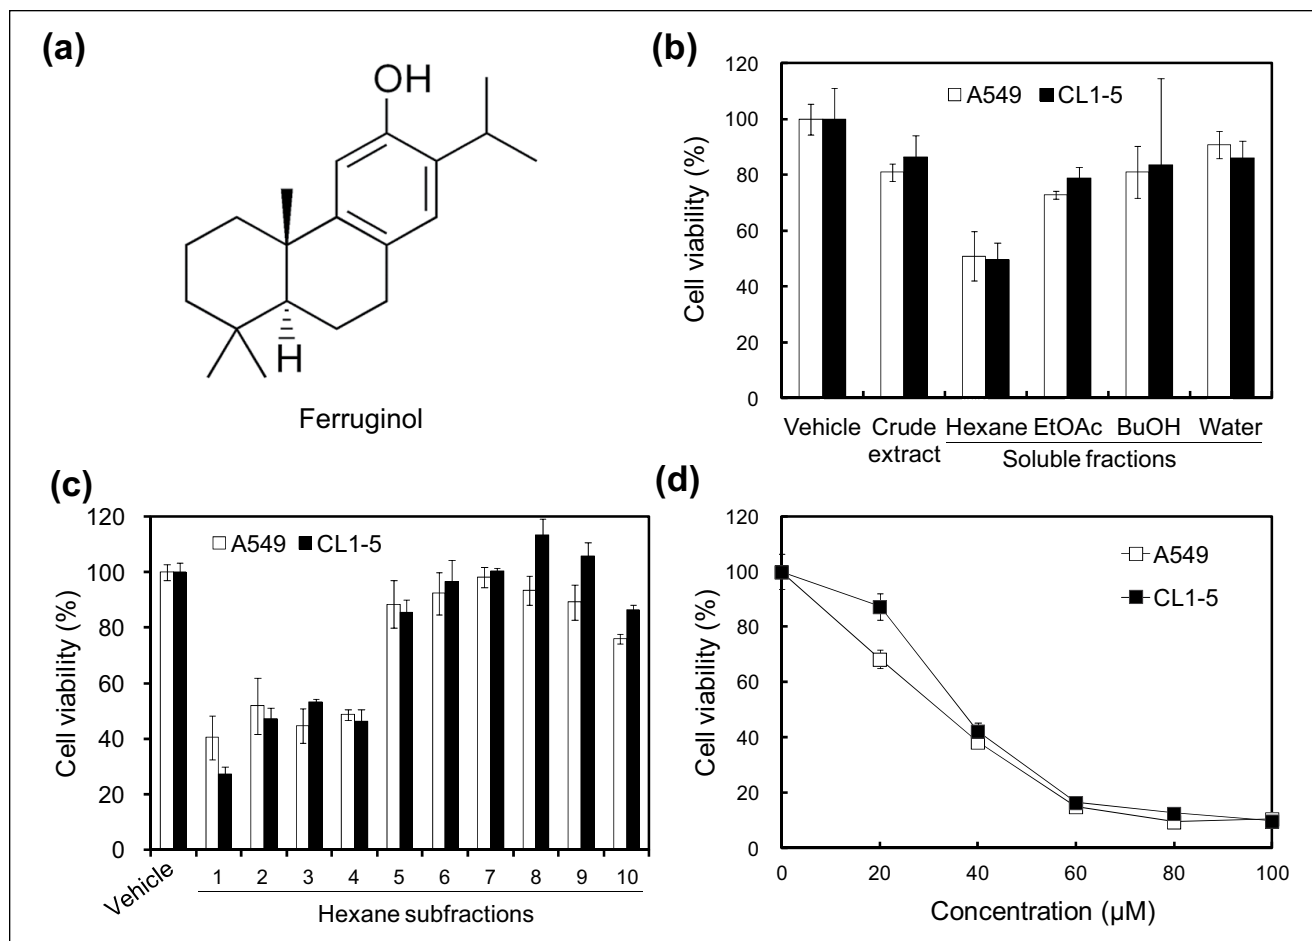 (a)
OH
H
Ferruginol
(b)
120
100
80
60
40
20
0
Cell viability (%)
A549 CL1-5
Vehicle Crude extract Hexane EtOAc BuOH Water
Soluble fractions
(c)
120
100
80
60
40
20
0
Cell viability (%)
A549 CL1-5
Vehicle 1 2 3 4 5 6 7 8 9 10
Hexane subfractions
(d)
120
100
80
60
40
20
0
Cell viability (%)
A549
CL1-5
0 20 40 60 80 100
Concentration (µM)